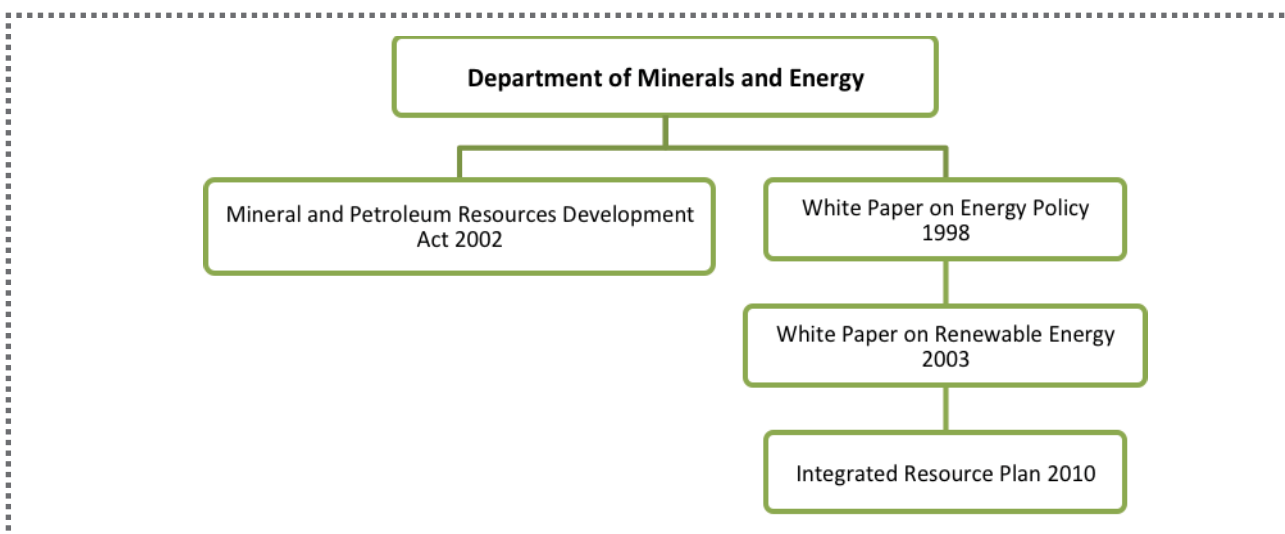 Department of Minerals and Energy
Mineral and Petroleum Resources Development
Act 2002
White Paper on Energy Policy
1998
White Paper on Renewable Energy
2003
Integrated Resource Plan 2010